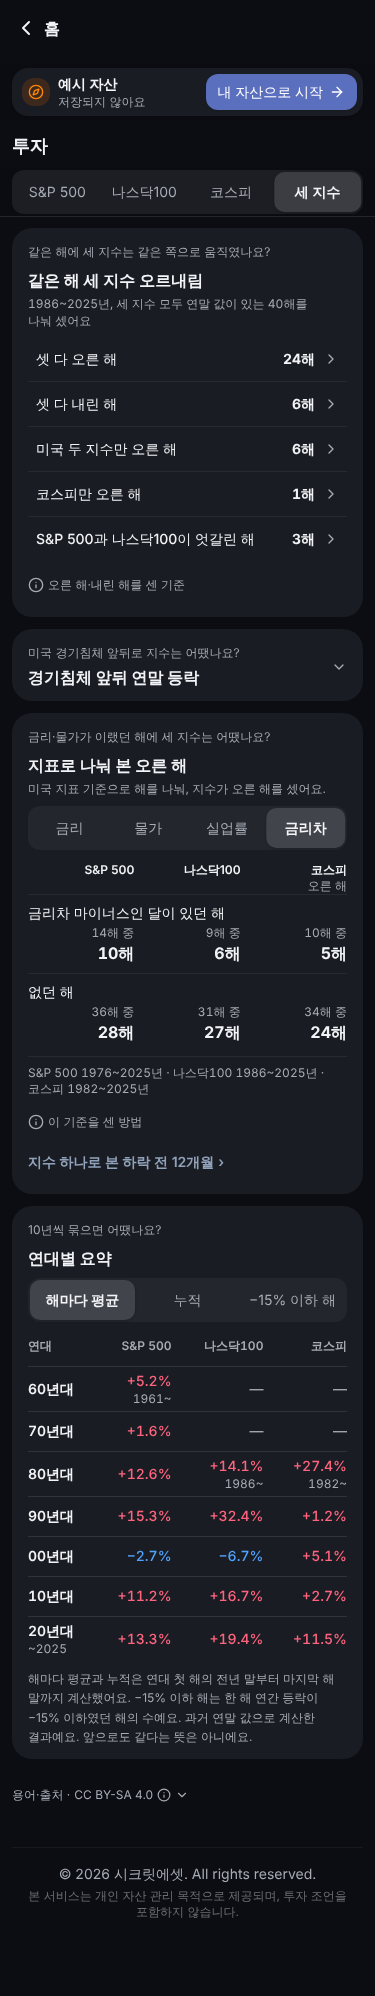 홈
예시 자산
저장되지 않아요
내 자산으로 시작 →
투자
S&P 500 나스닥100 코스피 세 지수
같은 해에 세 지수는 같은 쪽으로 움직였나요?
같은 해 세 지수 오르내림
1986~2025년, 세 지수 모두 연말 값이 있는 40해를
나눠 셌어요
셋 다 오른 해 24해
셋 다 내린 해 6해
미국 두 지수만 오른 해 6해
코스피만 오른 해 1해
S&P 500과 나스닥100이 엇갈린 해 3해
오른 해·내린 해를 센 기준
미국 경기침체 앞뒤로 지수는 어땠나요?
경기침체 앞뒤 연말 등락
금리·물가가 이랬던 해에 세 지수는 어땠나요?
지표로 나눠 본 오른 해
미국 지표 기준으로 해를 나눠, 지수가 오른 해를 셌어요.
금리 물가 실업률 금리차
S&P 500 나스닥100 코스피
오른 해
금리차 마이너스인 달이 있던 해
14해 중 9해 중 10해 중
10해 6해 5해
없던 해
36해 중 31해 중 34해 중
28해 27해 24해
S&P 500 1976~2025년 · 나스닥100 1986~2025년 ·
코스피 1982~2025년
이 기준을 센 방법
지수 하나로 본 하락 전 12개월 ›
10년씩 묶으면 어땠나요?
연대별 요약
해마다 평균 누적 −15% 이하 해
연대 S&P 500 나스닥100 코스피
60년대 +5.2% — —
1961~
70년대 +1.6% — —
80년대 +12.6% +14.1% +27.4%
1986~ 1982~
90년대 +15.3% +32.4% +1.2%
00년대 −2.7% −6.7% +5.1%
10년대 +11.2% +16.7% +2.7%
20년대 +13.3% +19.4% +11.5%
~2025
해마다 평균과 누적은 연대 첫 해의 전년 말부터 마지막 해
말까지 계산했어요. −15% 이하 해는 한 해 연간 등락이
−15% 이하였던 해의 수예요. 과거 연말 값으로 계산한
결과예요. 앞으로도 같다는 뜻은 아니에요.
용어·출처 · CC BY-SA 4.0
© 2026 시크릿에셋. All rights reserved.
본 서비스는 개인 자산 관리 목적으로 제공되며, 투자 조언을
포함하지 않습니다.